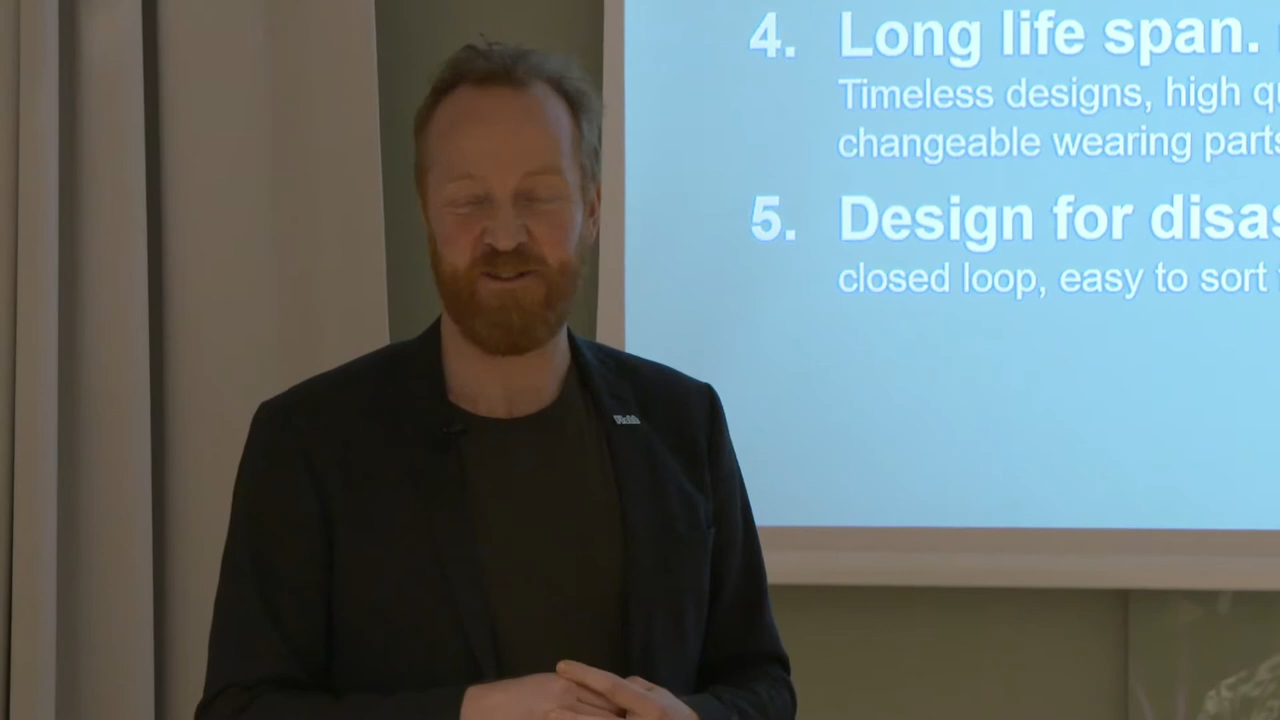 4. Long life span.
Timeless designs, high
changeable wearing parts
5. Design for
closed loop, easy to sort